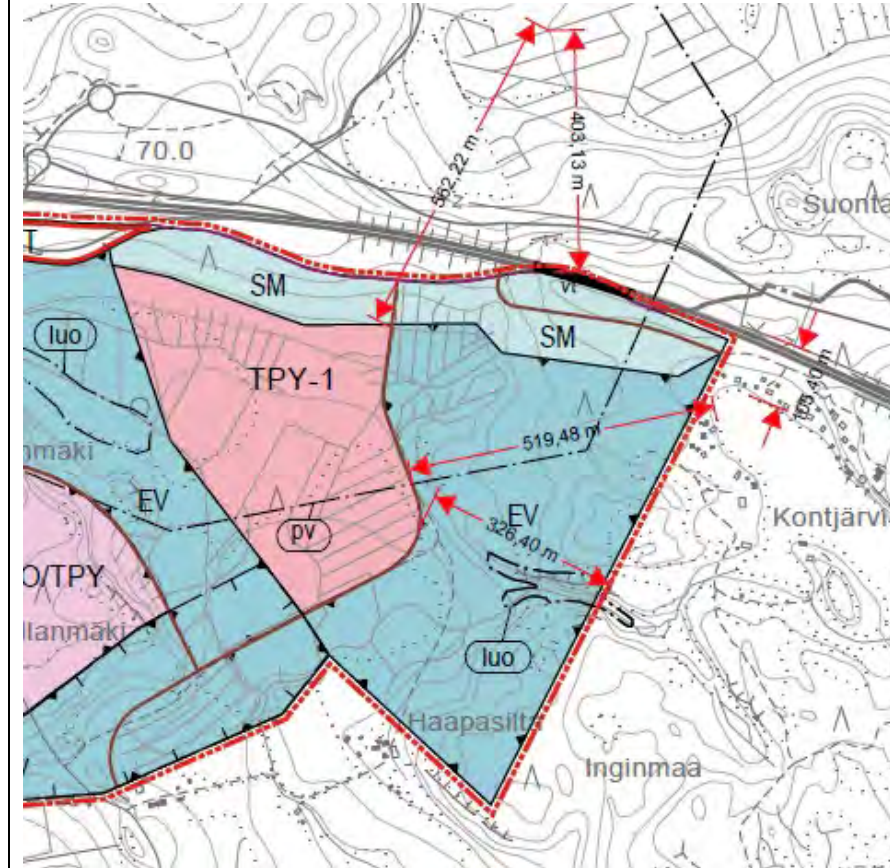 70.0
562,22 m
403,13 m
Suonta
T
SM
vt
SM
luo
TPY-1
519,48 m
nmäki
EV
EV
pv
326,40 m
Kontjärvi
O/TPY
llanmäki
luo
Haapasilta
Inginmaa